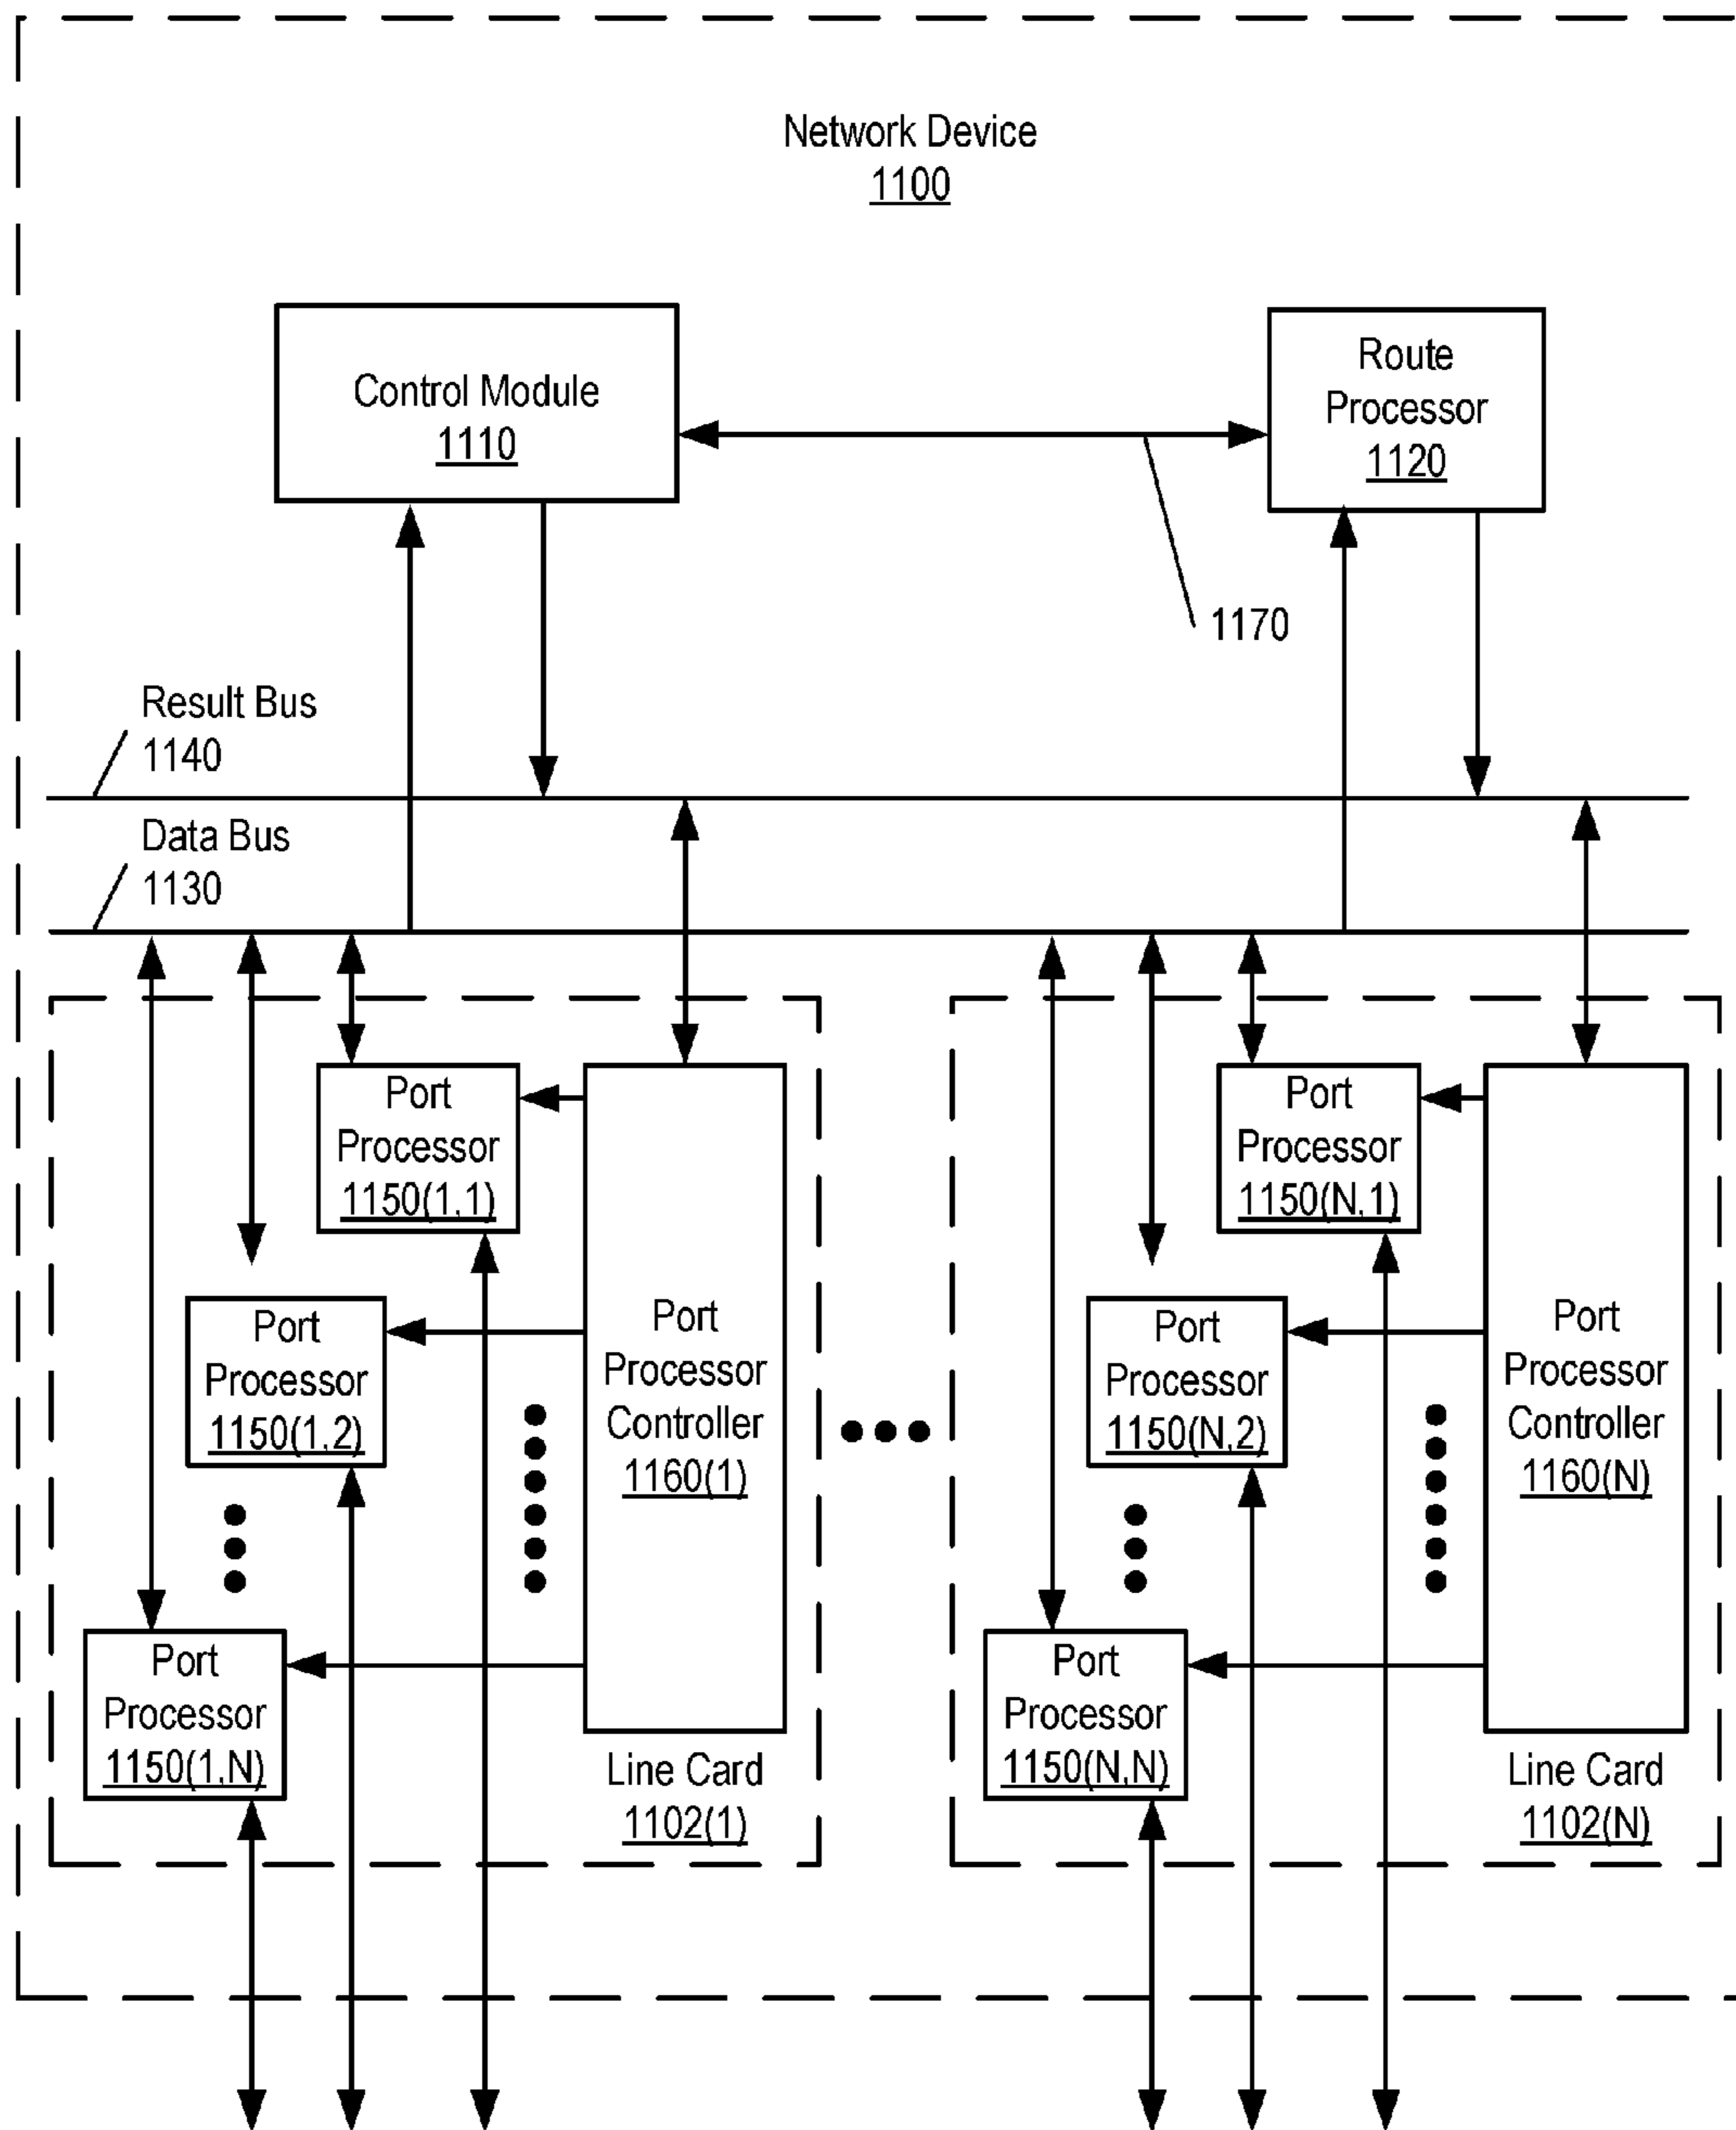 Network Device
1100
Control Module
1110
Route
Processor
1120
1170
Result Bus
1140
Data Bus
1130
Port
Processor
1150(1,1)
Port
Processor
1150(1,2)
Port
Processor
1150(1,N)
Port
Processor
Controller
1160(1)
Line Card
1102(1)
Port
Processor
1150(N,1)
Port
Processor
1150(N,2)
Port
Processor
1150(N,N)
Port
Processor
Controller
1160(N)
Line Card
1102(N)